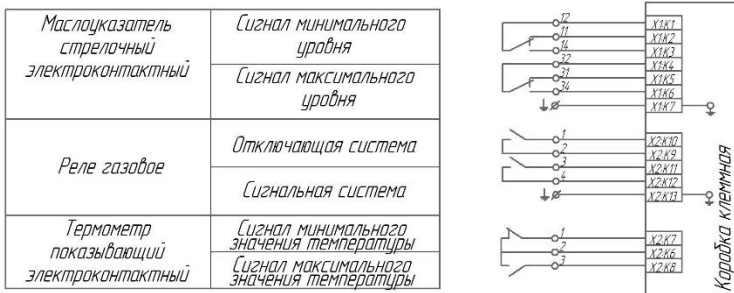 Маслоуказатель
стрелочный
электроконтактный
Сигнал минимального
уровня
Сигнал максимального
уровня
Реле газовое
Отключающая система
Сигнальная система
Термометр
показывающий
электроконтактный
Сигнал минимального
значения температуры
Сигнал максимального
значения температуры
12 X1:K1
11 X1:K2
14 X1:K3
32 X1:K4
31 X1:K5
34 X1:K6
X1:K7
1 X2:K10
2 X2:K9
3 X2:K11
4 X2:K12
X2:K13
1 X2:K7
2 X2:K6
3 X2:K8
Коробка клеммная